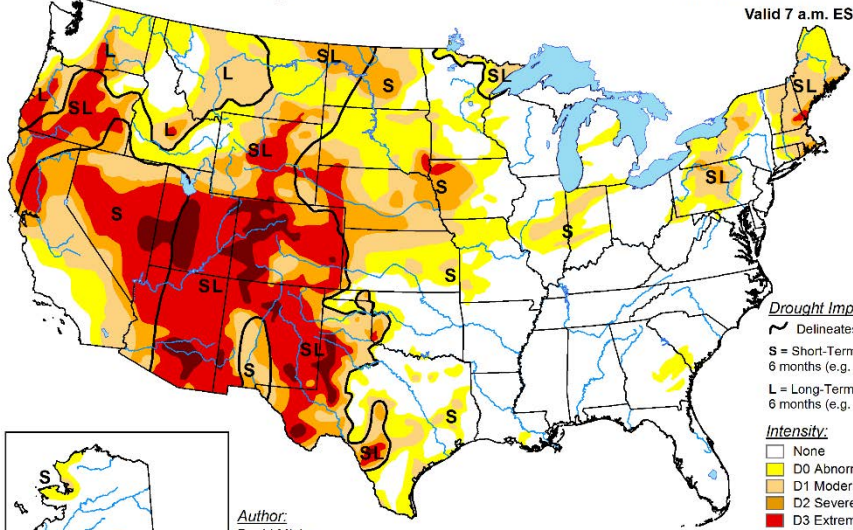 Valid 7 a.m. ES
L
SL
S
SL
L
L
SL
S
L
SL
SL
S
SL
S
S
S
SL
S
SL
S
SL
S
Drought Imp
Delineates
S = Short-Term
6 months (e.g.
L = Long-Term
6 months (e.g.
Intensity:
None
D0 Abnorm
D1 Moder
D2 Severe
D3 Extrem
S
Author: